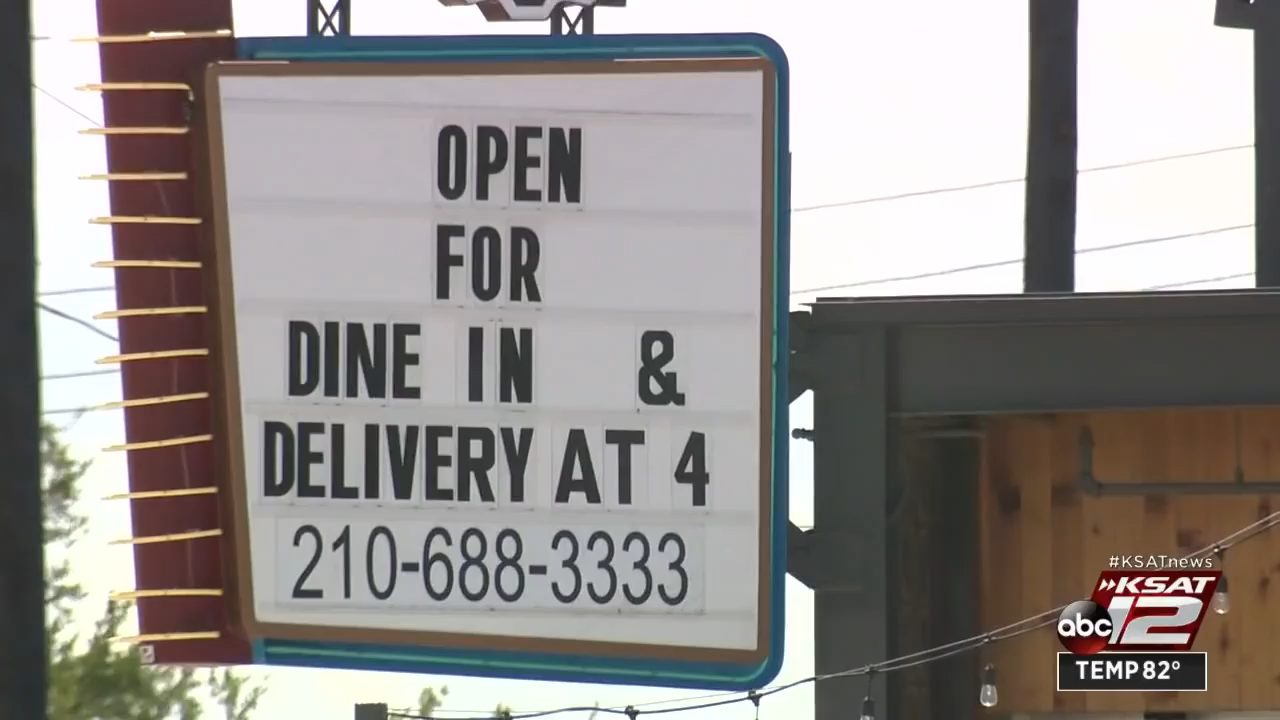 OPEN
FOR
DINE IN &
DELIVERY AT 4
210-688-3333
#KSATnews
KSAT
abc 12
TEMP 82°